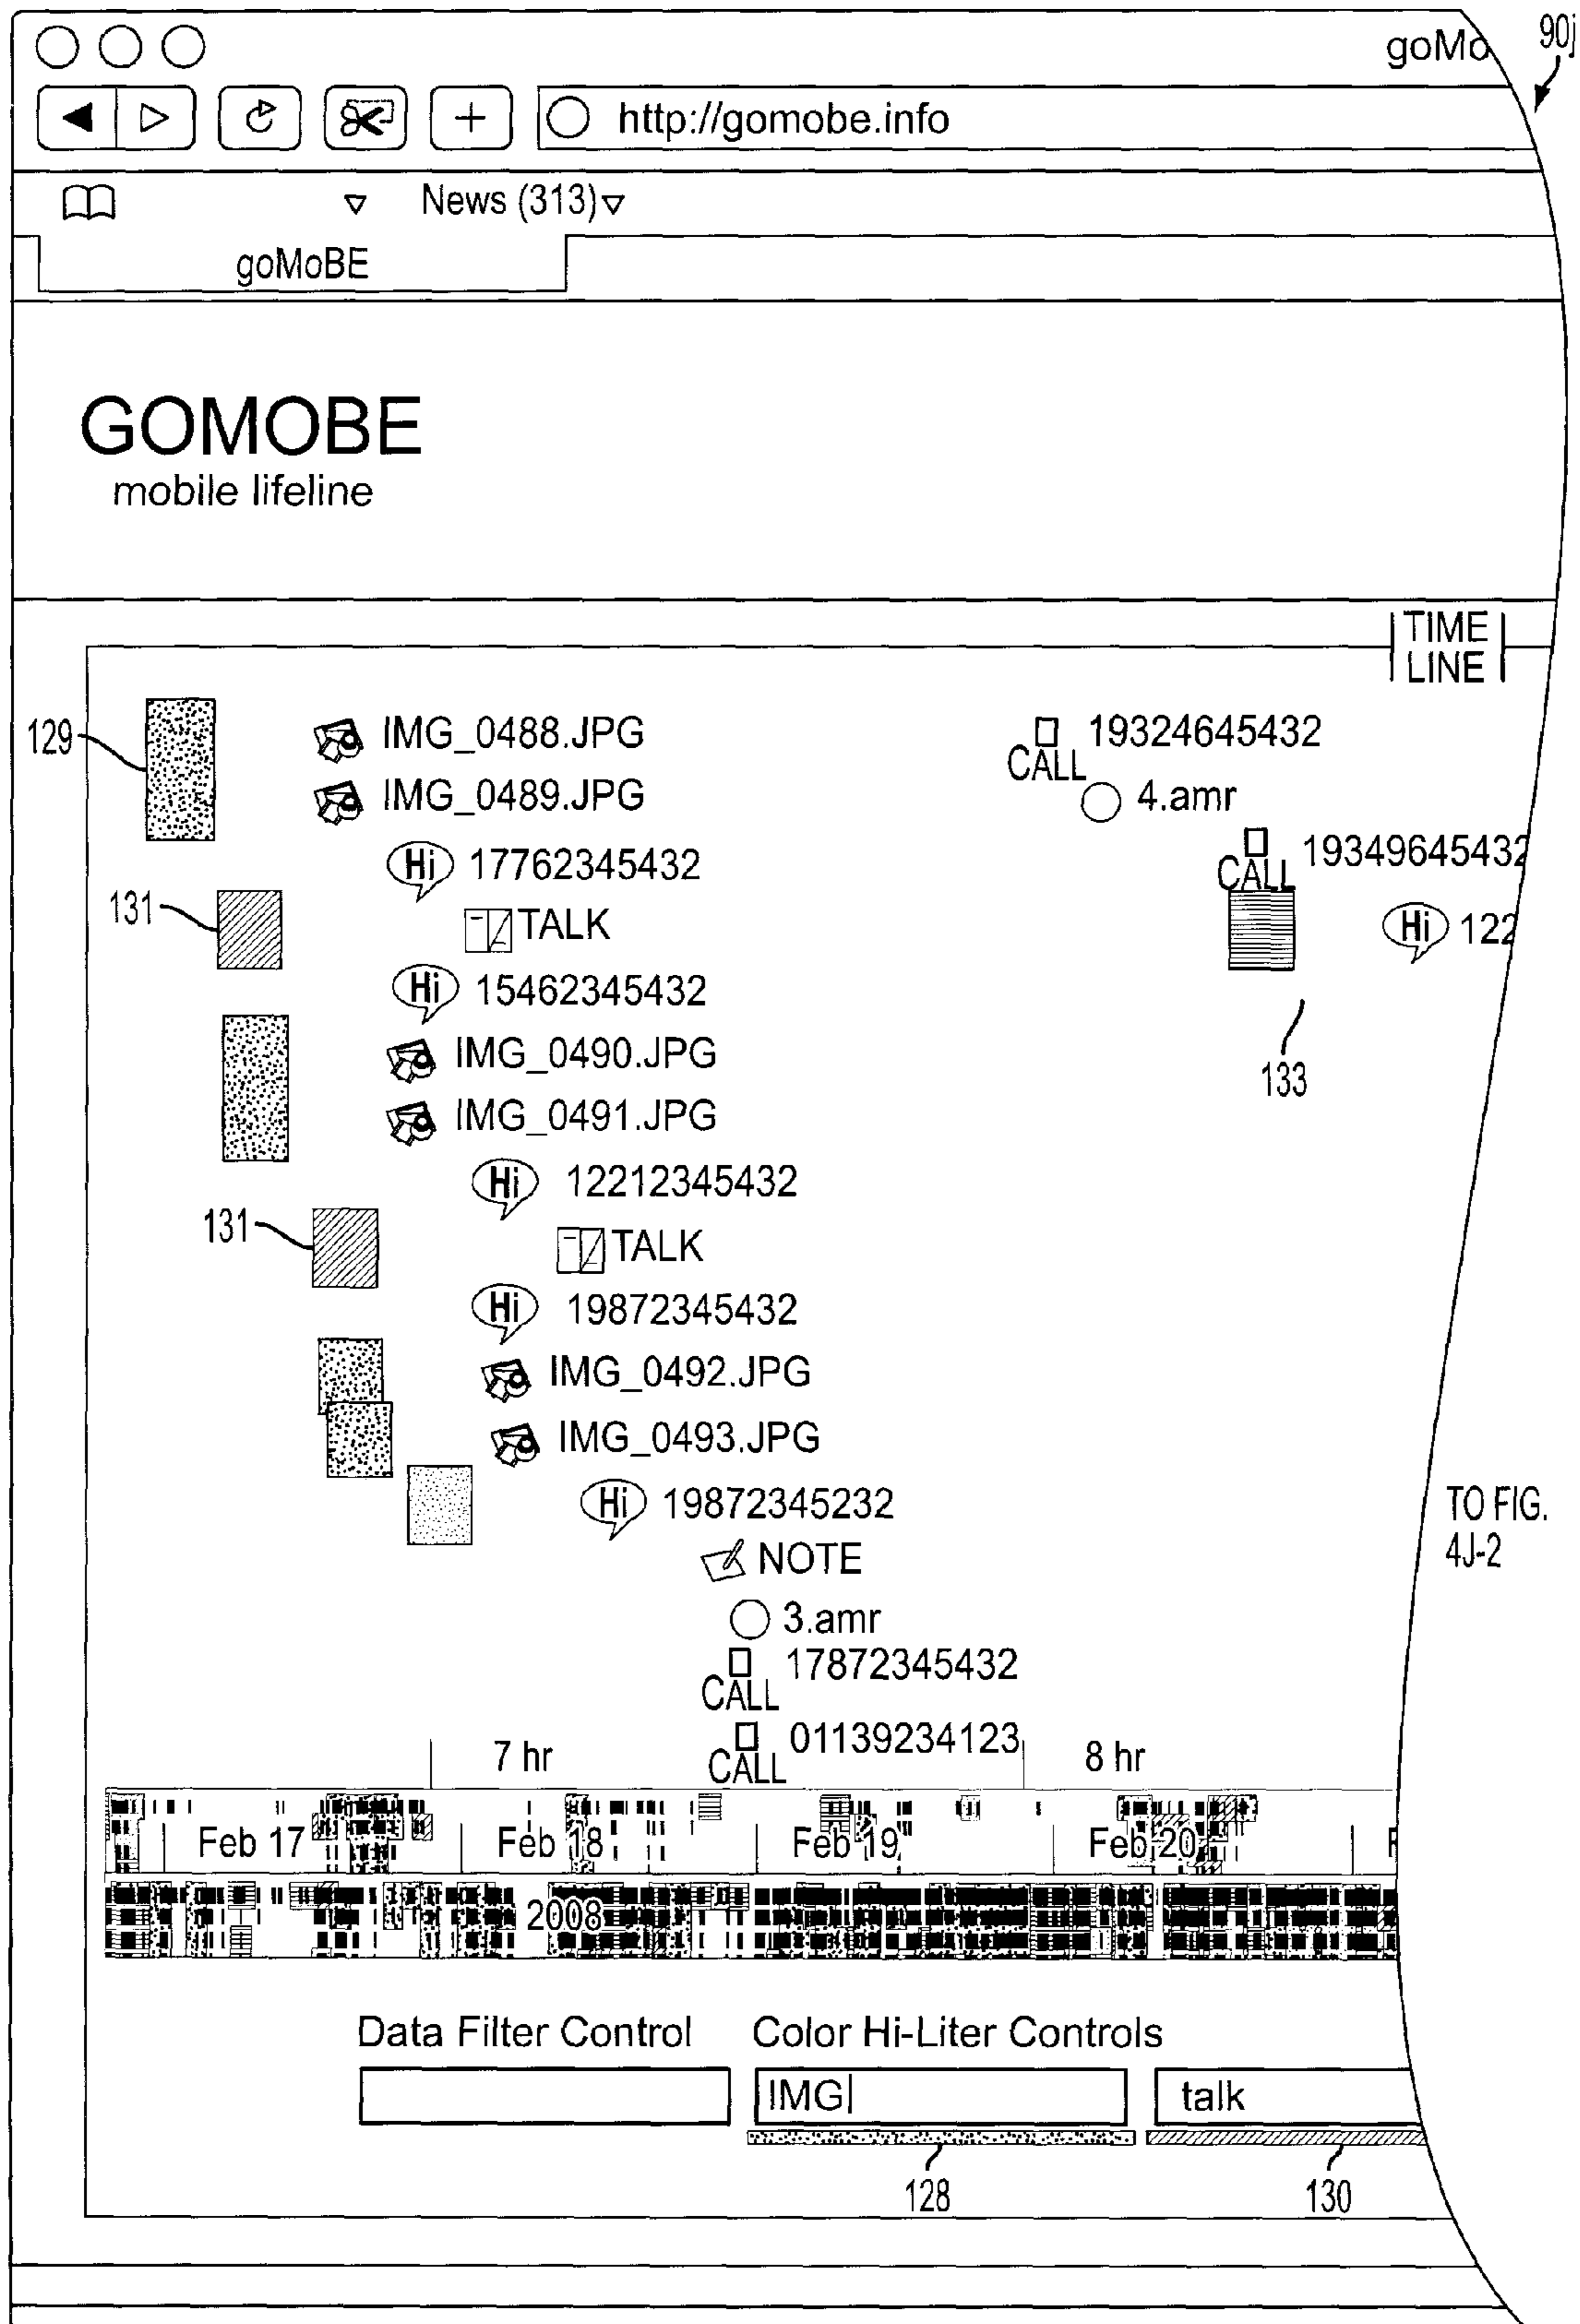 goMo
90j
http://gomobe.info
News (313)
goMoBE
GOMOBE
mobile lifeline
TIME
LINE
129
IMG_0488.JPG
19324645432
CALL
IMG_0489.JPG
4.amr
Hi 17762345432
19349645432
CALL
131
TALK
Hi 122
Hi 15462345432
IMG_0490.JPG
133
IMG_0491.JPG
Hi 12212345432
131
TALK
Hi 19872345432
IMG_0492.JPG
IMG_0493.JPG
Hi 19872345232
TO FIG.
4J-2
NOTE
3.amr
17872345432
CALL
01139234123
CALL
7 hr
8 hr
Feb 17
Feb 18
Feb 19
Feb 20
F
2008
Data Filter Control
Color Hi-Liter Controls
IMG
talk
128
130